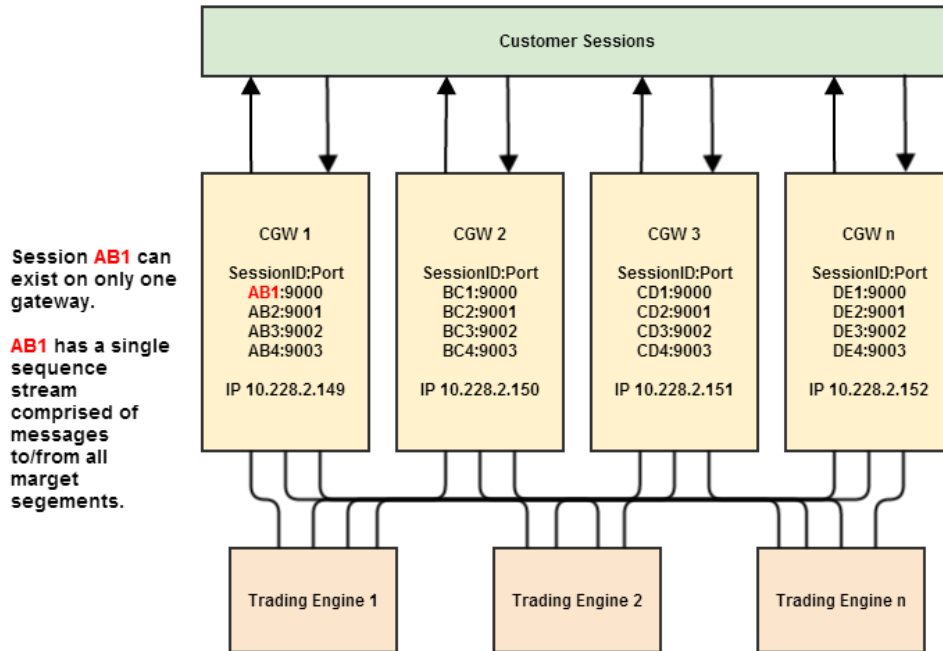 Customer Sessions
CGW 1
SessionID:Port
AB1:9000
AB2:9001
AB3:9002
AB4:9003
IP 10.228.2.149
CGW 2
SessionID:Port
BC1:9000
BC2:9001
BC3:9002
BC4:9003
IP 10.228.2.150
CGW 3
SessionID:Port
CD1:9000
CD2:9001
CD3:9002
CD4:9003
IP 10.228.2.151
CGW n
SessionID:Port
DE1:9000
DE2:9001
DE3:9002
DE4:9003
IP 10.228.2.152
Session AB1 can
exist on only one
gateway.
AB1 has a single
sequence
stream
comprised of
messages
to/from all
marget
segements.
Trading Engine 1
Trading Engine 2
Trading Engine n